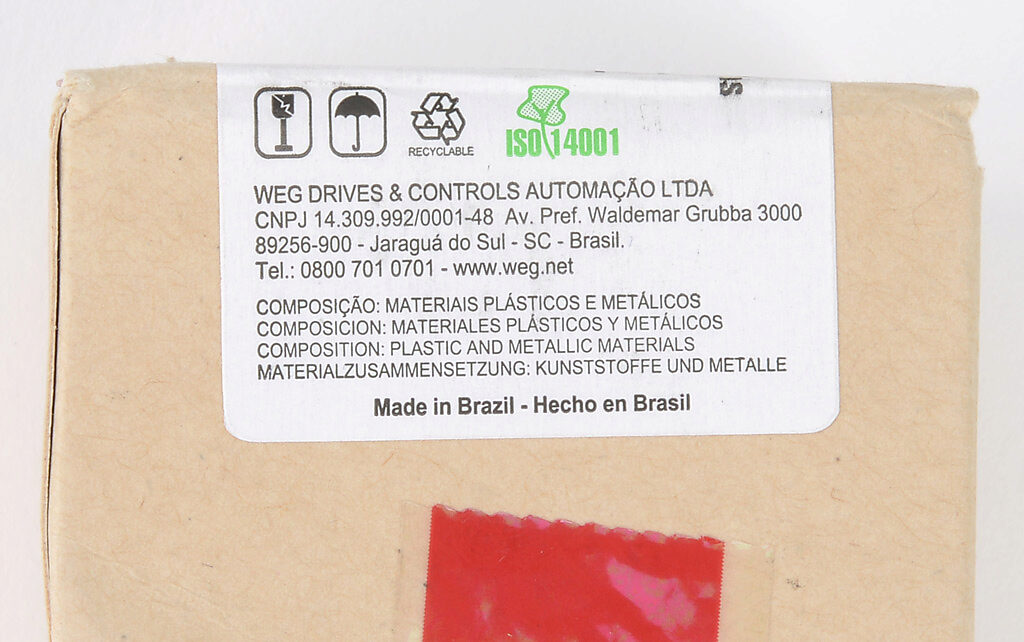 RECYCLABLE
ISO 14001
WEG DRIVES & CONTROLS AUTOMAÇÃO LTDA
CNPJ 14.309.992/0001-48 Av. Pref. Waldemar Grubba 3000
89256-900 - Jaraguá do Sul - SC - Brasil.
Tel.: 0800 701 0701 - www.weg.net
COMPOSIÇÃO: MATERIAIS PLÁSTICOS E METÁLICOS
COMPOSICION: MATERIALES PLÁSTICOS Y METÁLICOS
COMPOSITION: PLASTIC AND METALLIC MATERIALS
MATERIALZUSAMMENSETZUNG: KUNSTSTOFFE UND METALLE
Made in Brazil - Hecho en Brasil